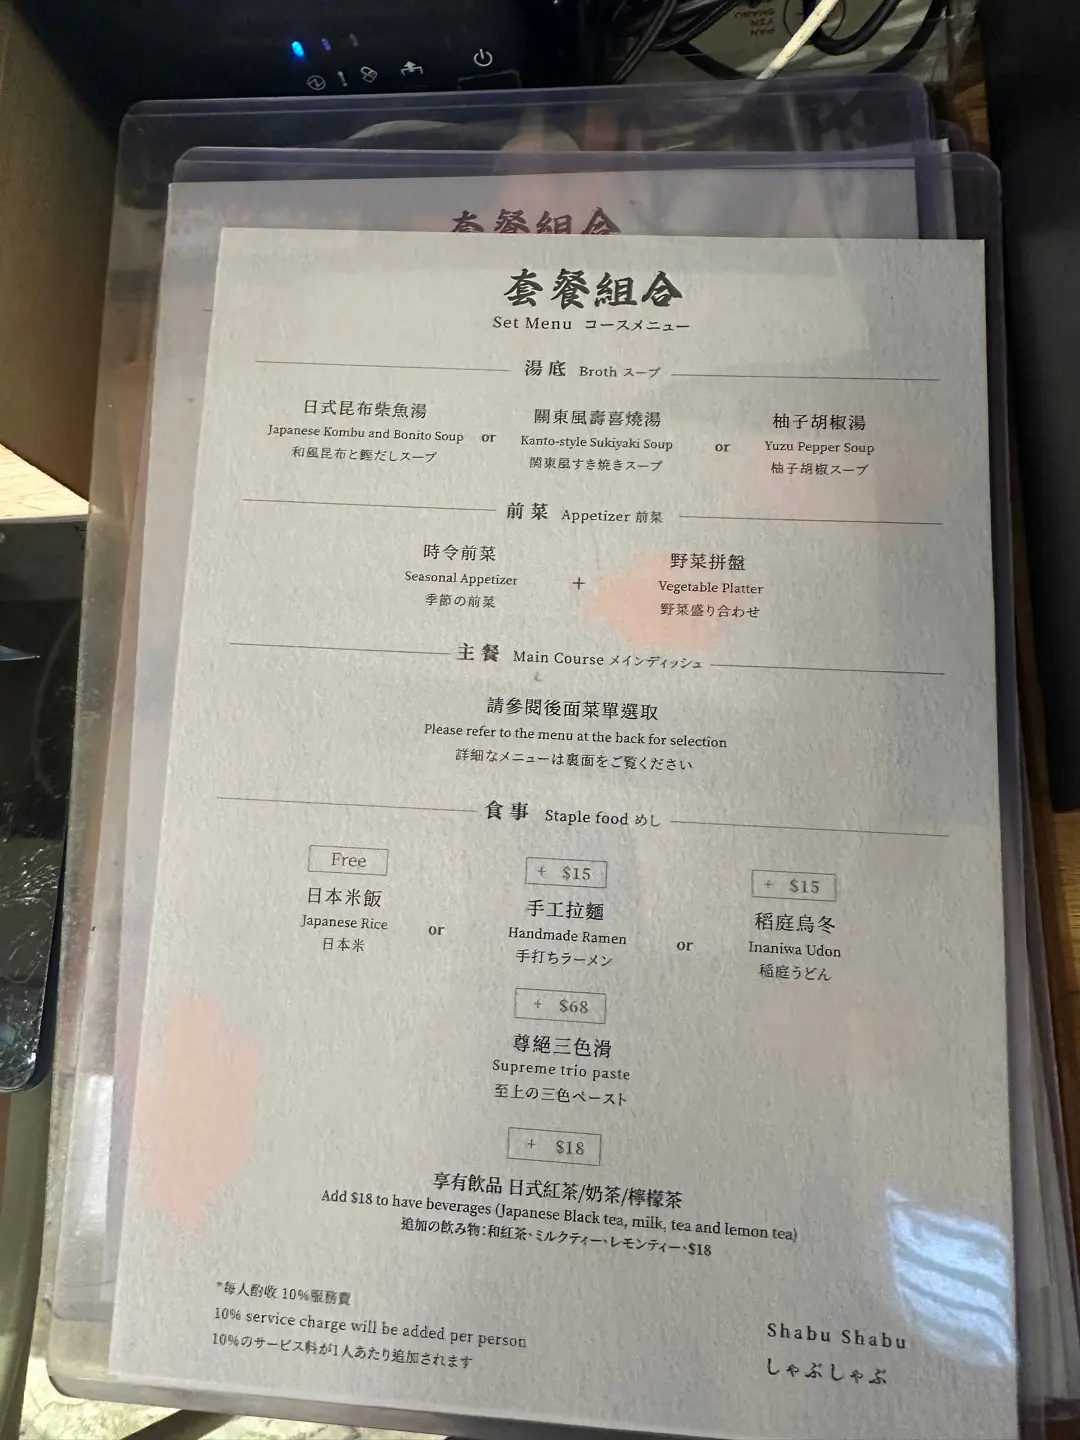 PAN
YIN
SHABU
套餐組合
套餐組合
Set Menu コースメニュー
湯底 Broth スープ
日式昆布柴魚湯
Japanese Kombu and Bonito Soup
和風昆布と鰹だしスープ
or
關東風壽喜燒湯
Kanto-style Sukiyaki Soup
関東風すき焼きスープ
or
柚子胡椒湯
Yuzu Pepper Soup
柚子胡椒スープ
前菜 Appetizer 前菜
時令前菜
Seasonal Appetizer
季節の前菜
+
野菜拼盤
Vegetable Platter
野菜盛り合わせ
主餐 Main Course メインディッシュ
請參閱後面菜單選取
Please refer to the menu at the back for selection
詳細なメニューは裏面をご覧ください
食事 Staple food めし
Free
日本米飯
Japanese Rice
日本米
or
+ $15
手工拉麵
Handmade Ramen
手打ちラーメン
or
+ $15
稻庭烏冬
Inaniwa Udon
稲庭うどん
+ $68
尊絕三色滑
Supreme trio paste
至上の三色ペースト
+ $18
享有飲品 日式紅茶/奶茶/檸檬茶
Add $18 to have beverages (Japanese Black tea, milk, tea and lemon tea)
追加の飲み物:和紅茶、ミルクティー、レモンティー、$18
*每人酌收 10%服務費
10% service charge will be added per person
10%のサービス料が1人あたり追加されます
Shabu Shabu
しゃぶしゃぶ